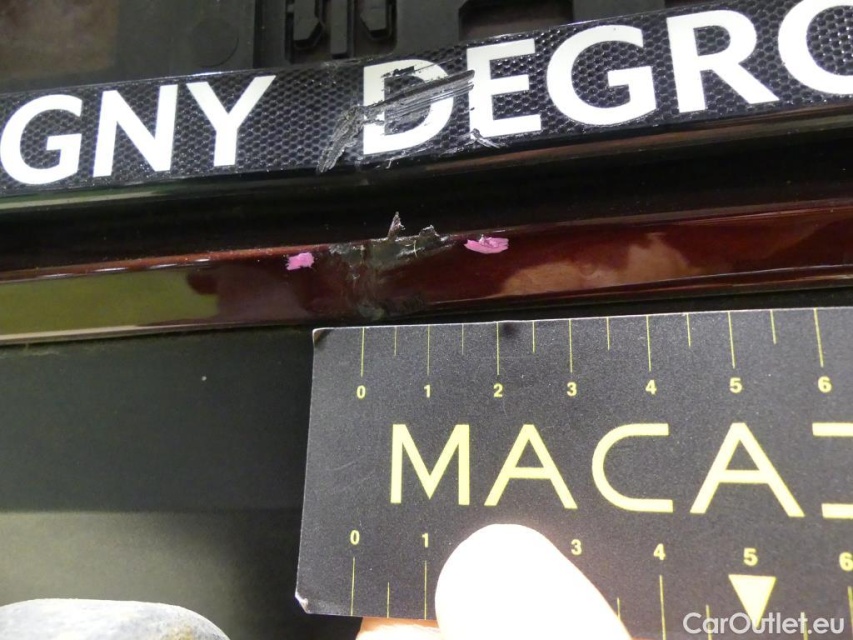 GNY DEGRO
0 1 2 3 4 5 6
MACA
0 1 3 4 5 6
CarOutlet.eu